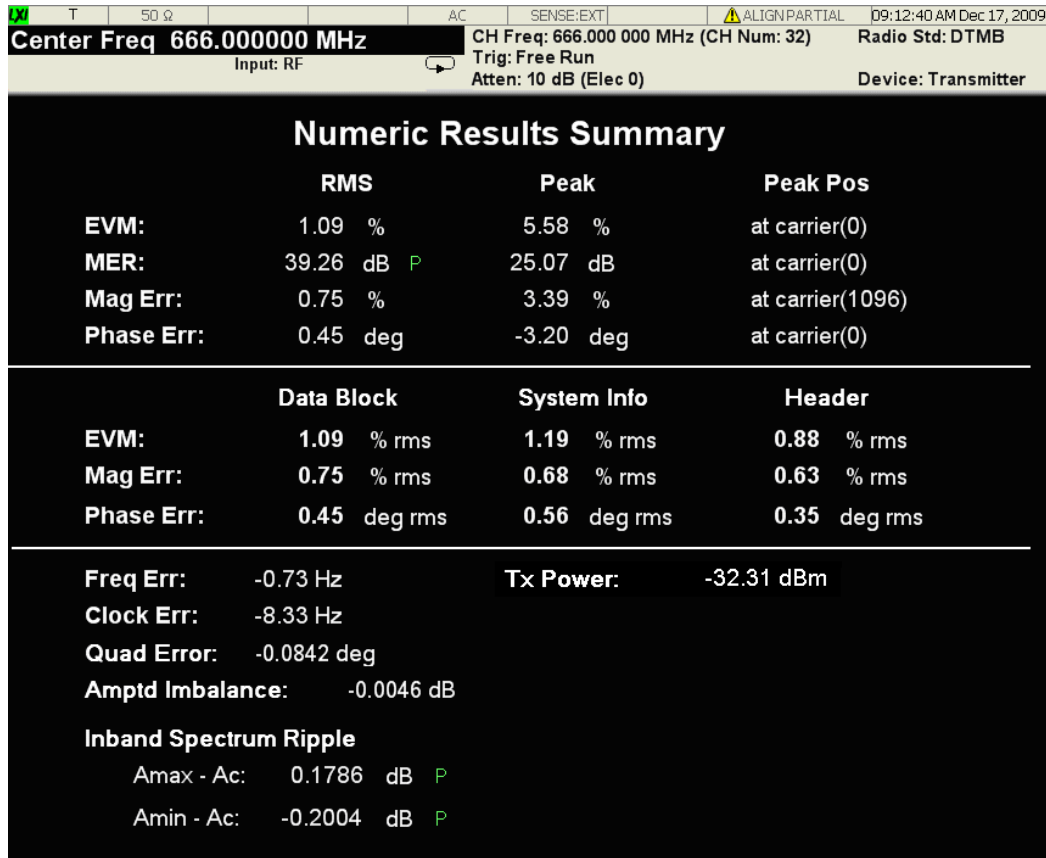 LXI T 50 Ω AC SENSE:EXT ALIGN PARTIAL 09:12:40 AM Dec 17, 2009
Center Freq 666.000000 MHz CH Freq: 666.000 000 MHz (CH Num: 32) Radio Std: DTMB
Input: RF Trig: Free Run
Atten: 10 dB (Elec 0) Device: Transmitter
Numeric Results Summary
RMS Peak Peak Pos
EVM: 1.09 % 5.58 % at carrier(0)
MER: 39.26 dB P 25.07 dB at carrier(0)
Mag Err: 0.75 % 3.39 % at carrier(1096)
Phase Err: 0.45 deg -3.20 deg at carrier(0)
Data Block System Info Header
EVM: 1.09 % rms 1.19 % rms 0.88 % rms
Mag Err: 0.75 % rms 0.68 % rms 0.63 % rms
Phase Err: 0.45 deg rms 0.56 deg rms 0.35 deg rms
Freq Err: -0.73 Hz Tx Power: -32.31 dBm
Clock Err: -8.33 Hz
Quad Error: -0.0842 deg
Amptd Imbalance: -0.0046 dB
Inband Spectrum Ripple
Amax - Ac: 0.1786 dB P
Amin - Ac: -0.2004 dB P